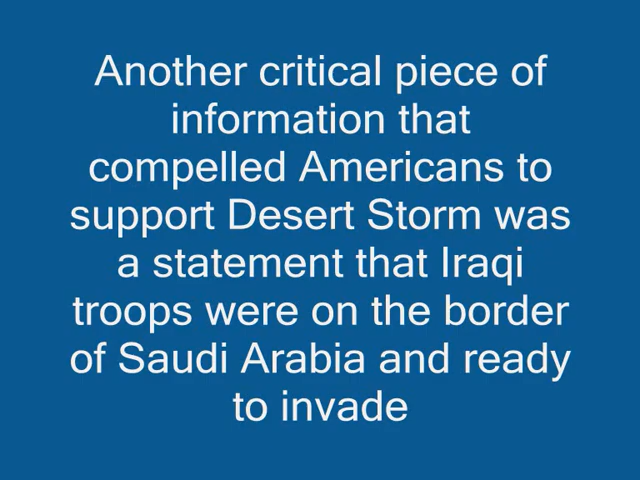 Another critical piece of
information that
compelled Americans to
support Desert Storm was
a statement that Iraqi
troops were on the border
of Saudi Arabia and ready
to invade